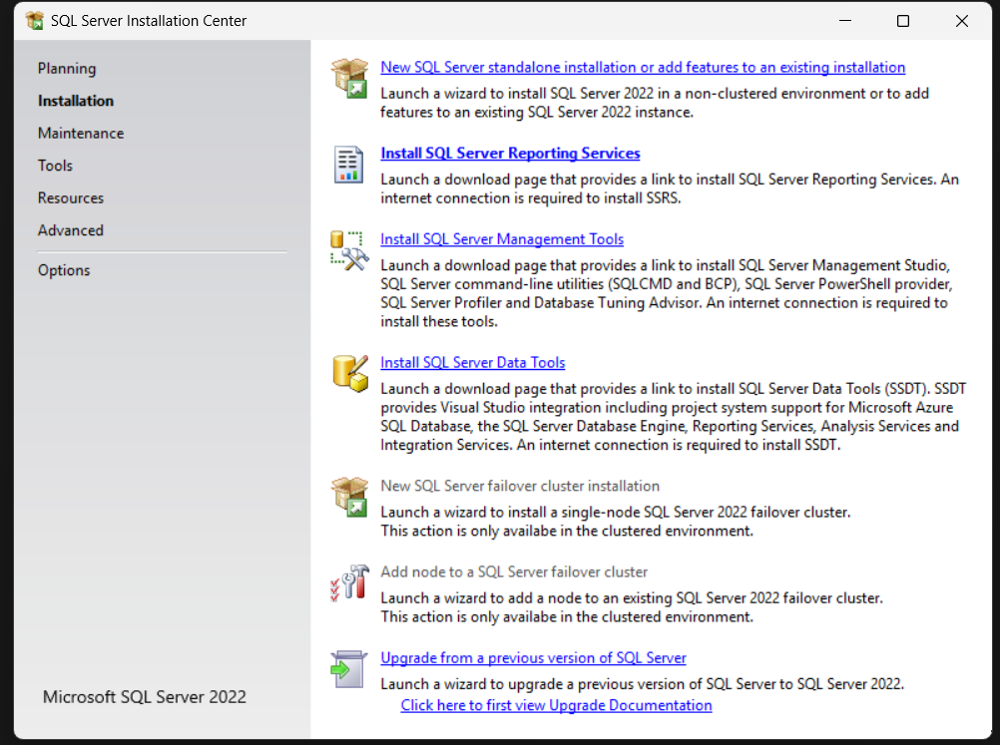 SQL Server Installation Center
Planning
Installation
Maintenance
Tools
Resources
Advanced
Options
Microsoft SQL Server 2022
New SQL Server standalone installation or add features to an existing installation
Launch a wizard to install SQL Server 2022 in a non-clustered environment or to add
features to an existing SQL Server 2022 instance.
Install SQL Server Reporting Services
Launch a download page that provides a link to install SQL Server Reporting Services. An
internet connection is required to install SSRS.
Install SQL Server Management Tools
Launch a download page that provides a link to install SQL Server Management Studio,
SQL Server command-line utilities (SQLCMD and BCP), SQL Server PowerShell provider,
SQL Server Profiler and Database Tuning Advisor. An internet connection is required to
install these tools.
Install SQL Server Data Tools
Launch a download page that provides a link to install SQL Server Data Tools (SSDT). SSDT
provides Visual Studio integration including project system support for Microsoft Azure
SQL Database, the SQL Server Database Engine, Reporting Services, Analysis Services and
Integration Services. An internet connection is required to install SSDT.
New SQL Server failover cluster installation
Launch a wizard to install a single-node SQL Server 2022 failover cluster.
This action is only availabe in the clustered environment.
Add node to a SQL Server failover cluster
Launch a wizard to add a node to an existing SQL Server 2022 failover cluster.
This action is only availabe in the clustered environment.
Upgrade from a previous version of SQL Server
Launch a wizard to upgrade a previous version of SQL Server to SQL Server 2022.
Click here to first view Upgrade Documentation